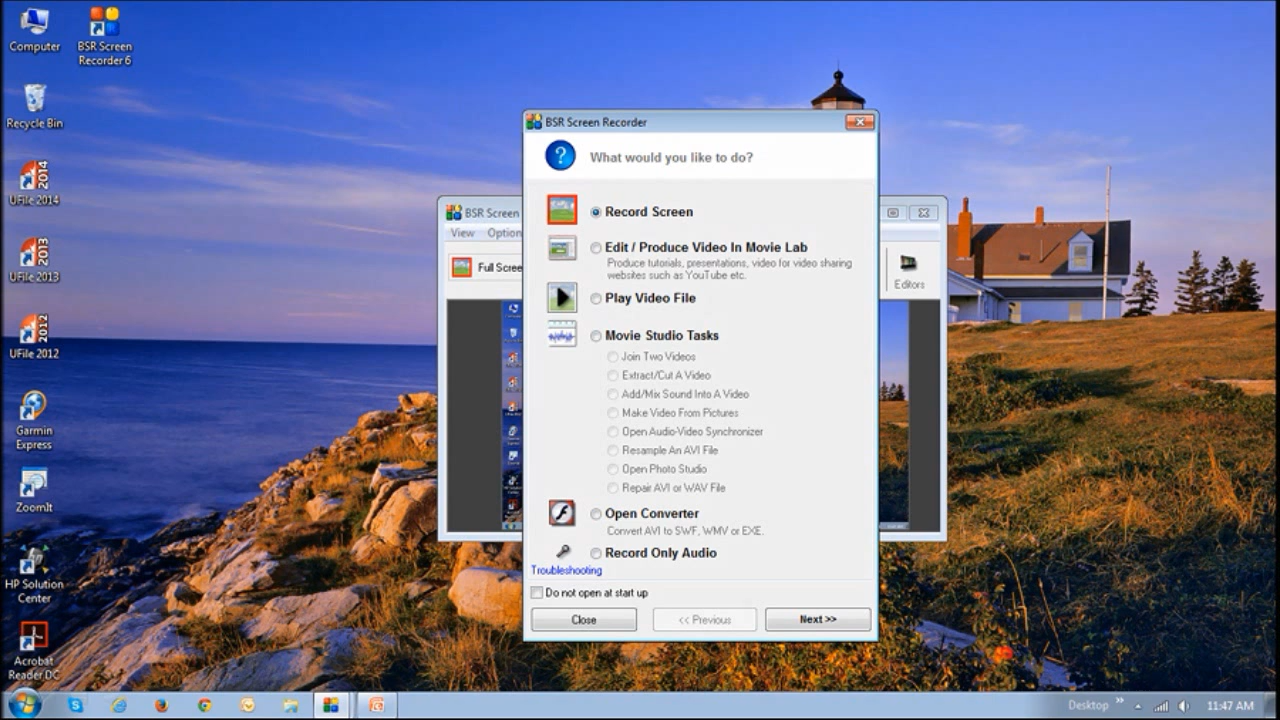 Computer
BSR Screen
Recorder 6
Recycle Bin
2014
UFile 2014
2013
UFile 2013
2012
UFile 2012
Garmin
Express
ZoomIt
HP Solution
Center
Acrobat
Reader DC
BSR Screen
View Option
Full Scree
Editors
BSR Screen Recorder
What would you like to do?
Record Screen
Edit / Produce Video In Movie Lab
Produce tutorials, presentations, video for video sharing
websites such as YouTube etc.
Play Video File
Movie Studio Tasks
Join Two Videos
Extract/Cut A Video
Add/Mix Sound Into A Video
Make Video From Pictures
Open Audio-Video Synchronizer
Resample An AVI File
Open Photo Studio
Repair AVI or WAV File
Open Converter
Convert AVI to SWF, WMV or EXE.
Record Only Audio
Troubleshooting
Do not open at start up
Close
<< Previous
Next >>
Desktop
11:47 AM